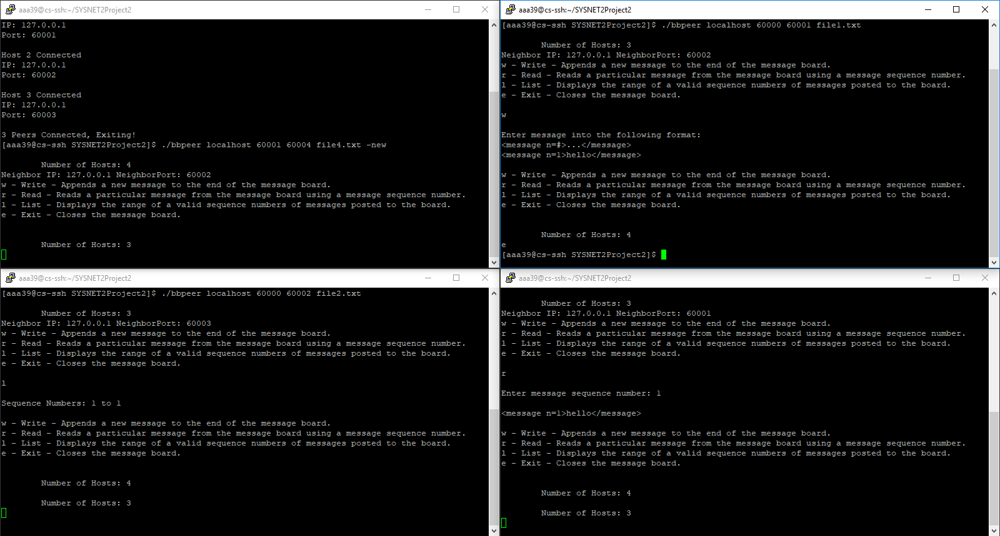 aaa39@cs-ssh:~/SYSNET2Project2
IP: 127.0.0.1
Port: 60001
Host 2 Connected
IP: 127.0.0.1
Port: 60002
Host 3 Connected
IP: 127.0.0.1
Port: 60003
3 Peers Connected, Exiting!
[aaa39@cs-ssh SYSNET2Project2]$ ./bbpeer localhost 60001 60004 file4.txt -new
Number of Hosts: 4
Neighbor IP: 127.0.0.1 NeighborPort: 60002
w - Write - Appends a new message to the end of the message board.
r - Read - Reads a particular message from the message board using a message sequence number.
l - List - Displays the range of a valid sequence numbers of messages posted to the board.
e - Exit - Closes the message board.
Number of Hosts: 3
aaa39@cs-ssh:~/SYSNET2Project2
[aaa39@cs-ssh SYSNET2Project2]$ ./bbpeer localhost 60000 60001 file1.txt
Number of Hosts: 3
Neighbor IP: 127.0.0.1 NeighborPort: 60002
w - Write - Appends a new message to the end of the message board.
r - Read - Reads a particular message from the message board using a message sequence number.
l - List - Displays the range of a valid sequence numbers of messages posted to the board.
e - Exit - Closes the message board.
w
Enter message into the following format:
<message n=#>...</message>
<message n=1>hello</message>
w - Write - Appends a new message to the end of the message board.
r - Read - Reads a particular message from the message board using a message sequence number.
l - List - Displays the range of a valid sequence numbers of messages posted to the board.
e - Exit - Closes the message board.
Number of Hosts: 4
e
[aaa39@cs-ssh SYSNET2Project2]$
aaa39@cs-ssh:~/SYSNET2Project2
[aaa39@cs-ssh SYSNET2Project2]$ ./bbpeer localhost 60000 60002 file2.txt
Number of Hosts: 3
Neighbor IP: 127.0.0.1 NeighborPort: 60003
w - Write - Appends a new message to the end of the message board.
r - Read - Reads a particular message from the message board using a message sequence number.
l - List - Displays the range of a valid sequence numbers of messages posted to the board.
e - Exit - Closes the message board.
l
Sequence Numbers: 1 to 1
w - Write - Appends a new message to the end of the message board.
r - Read - Reads a particular message from the message board using a message sequence number.
l - List - Displays the range of a valid sequence numbers of messages posted to the board.
e - Exit - Closes the message board.
Number of Hosts: 4
Number of Hosts: 3
aaa39@cs-ssh:~/SYSNET2Project2
Number of Hosts: 3
Neighbor IP: 127.0.0.1 NeighborPort: 60001
w - Write - Appends a new message to the end of the message board.
r - Read - Reads a particular message from the message board using a message sequence number.
l - List - Displays the range of a valid sequence numbers of messages posted to the board.
e - Exit - Closes the message board.
r
Enter message sequence number: 1
<message n=1>hello</message>
w - Write - Appends a new message to the end of the message board.
r - Read - Reads a particular message from the message board using a message sequence number.
l - List - Displays the range of a valid sequence numbers of messages posted to the board.
e - Exit - Closes the message board.
Number of Hosts: 4
Number of Hosts: 3